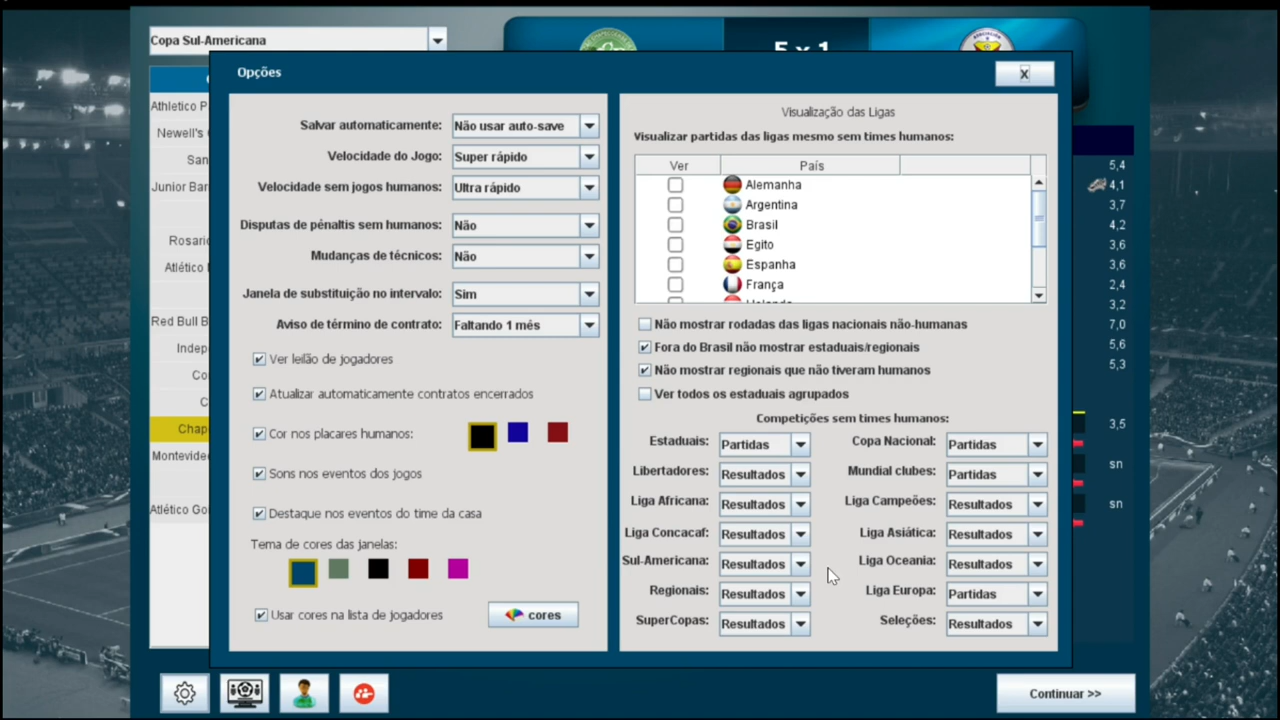 Copa Sul-Americana
5 x 1
Opções
X
Athletico P
Newell's
San
Junior Bar
Rosario
Atlético
Red Bull B
Indep
Co
C
Chap
Montevideo
Atlético Go
Salvar automaticamente: Não usar auto-save
Velocidade do Jogo: Super rápido
Velocidade sem jogos humanos: Ultra rápido
Disputas de pénaltis sem humanos: Não
Mudanças de técnicos: Não
Janela de substituição no intervalo: Sim
Aviso de término de contrato: Faltando 1 mês
Ver leilão de jogadores
Atualizar automaticamente contratos encerrados
Cor nos placares humanos:
Sons nos eventos dos jogos
Destaque nos eventos do time da casa
Tema de cores das janelas:
Usar cores na lista de jogadores
cores
Visualização das Ligas
Visualizar partidas das ligas mesmo sem times humanos:
Ver País
Alemanha
Argentina
Brasil
Egito
Espanha
França
Holanda
Não mostrar rodadas das ligas nacionais não-humanas
Fora do Brasil não mostrar estaduais/regionais
Não mostrar regionais que não tiveram humanos
Ver todos os estaduais agrupados
Competições sem times humanos:
Estaduais: Partidas Copa Nacional: Partidas
Libertadores: Resultados Mundial clubes: Partidas
Liga Africana: Resultados Liga Campeões: Resultados
Liga Concacaf: Resultados Liga Asiática: Resultados
Sul-Americana: Resultados Liga Oceania: Resultados
Regionais: Resultados Liga Europa: Partidas
SuperCopas: Resultados Seleções: Resultados
5,4
4,1
3,7
4,2
3,6
3,6
2,4
3,2
7,0
5,6
5,3
3,5
sn
sn
Continuar >>